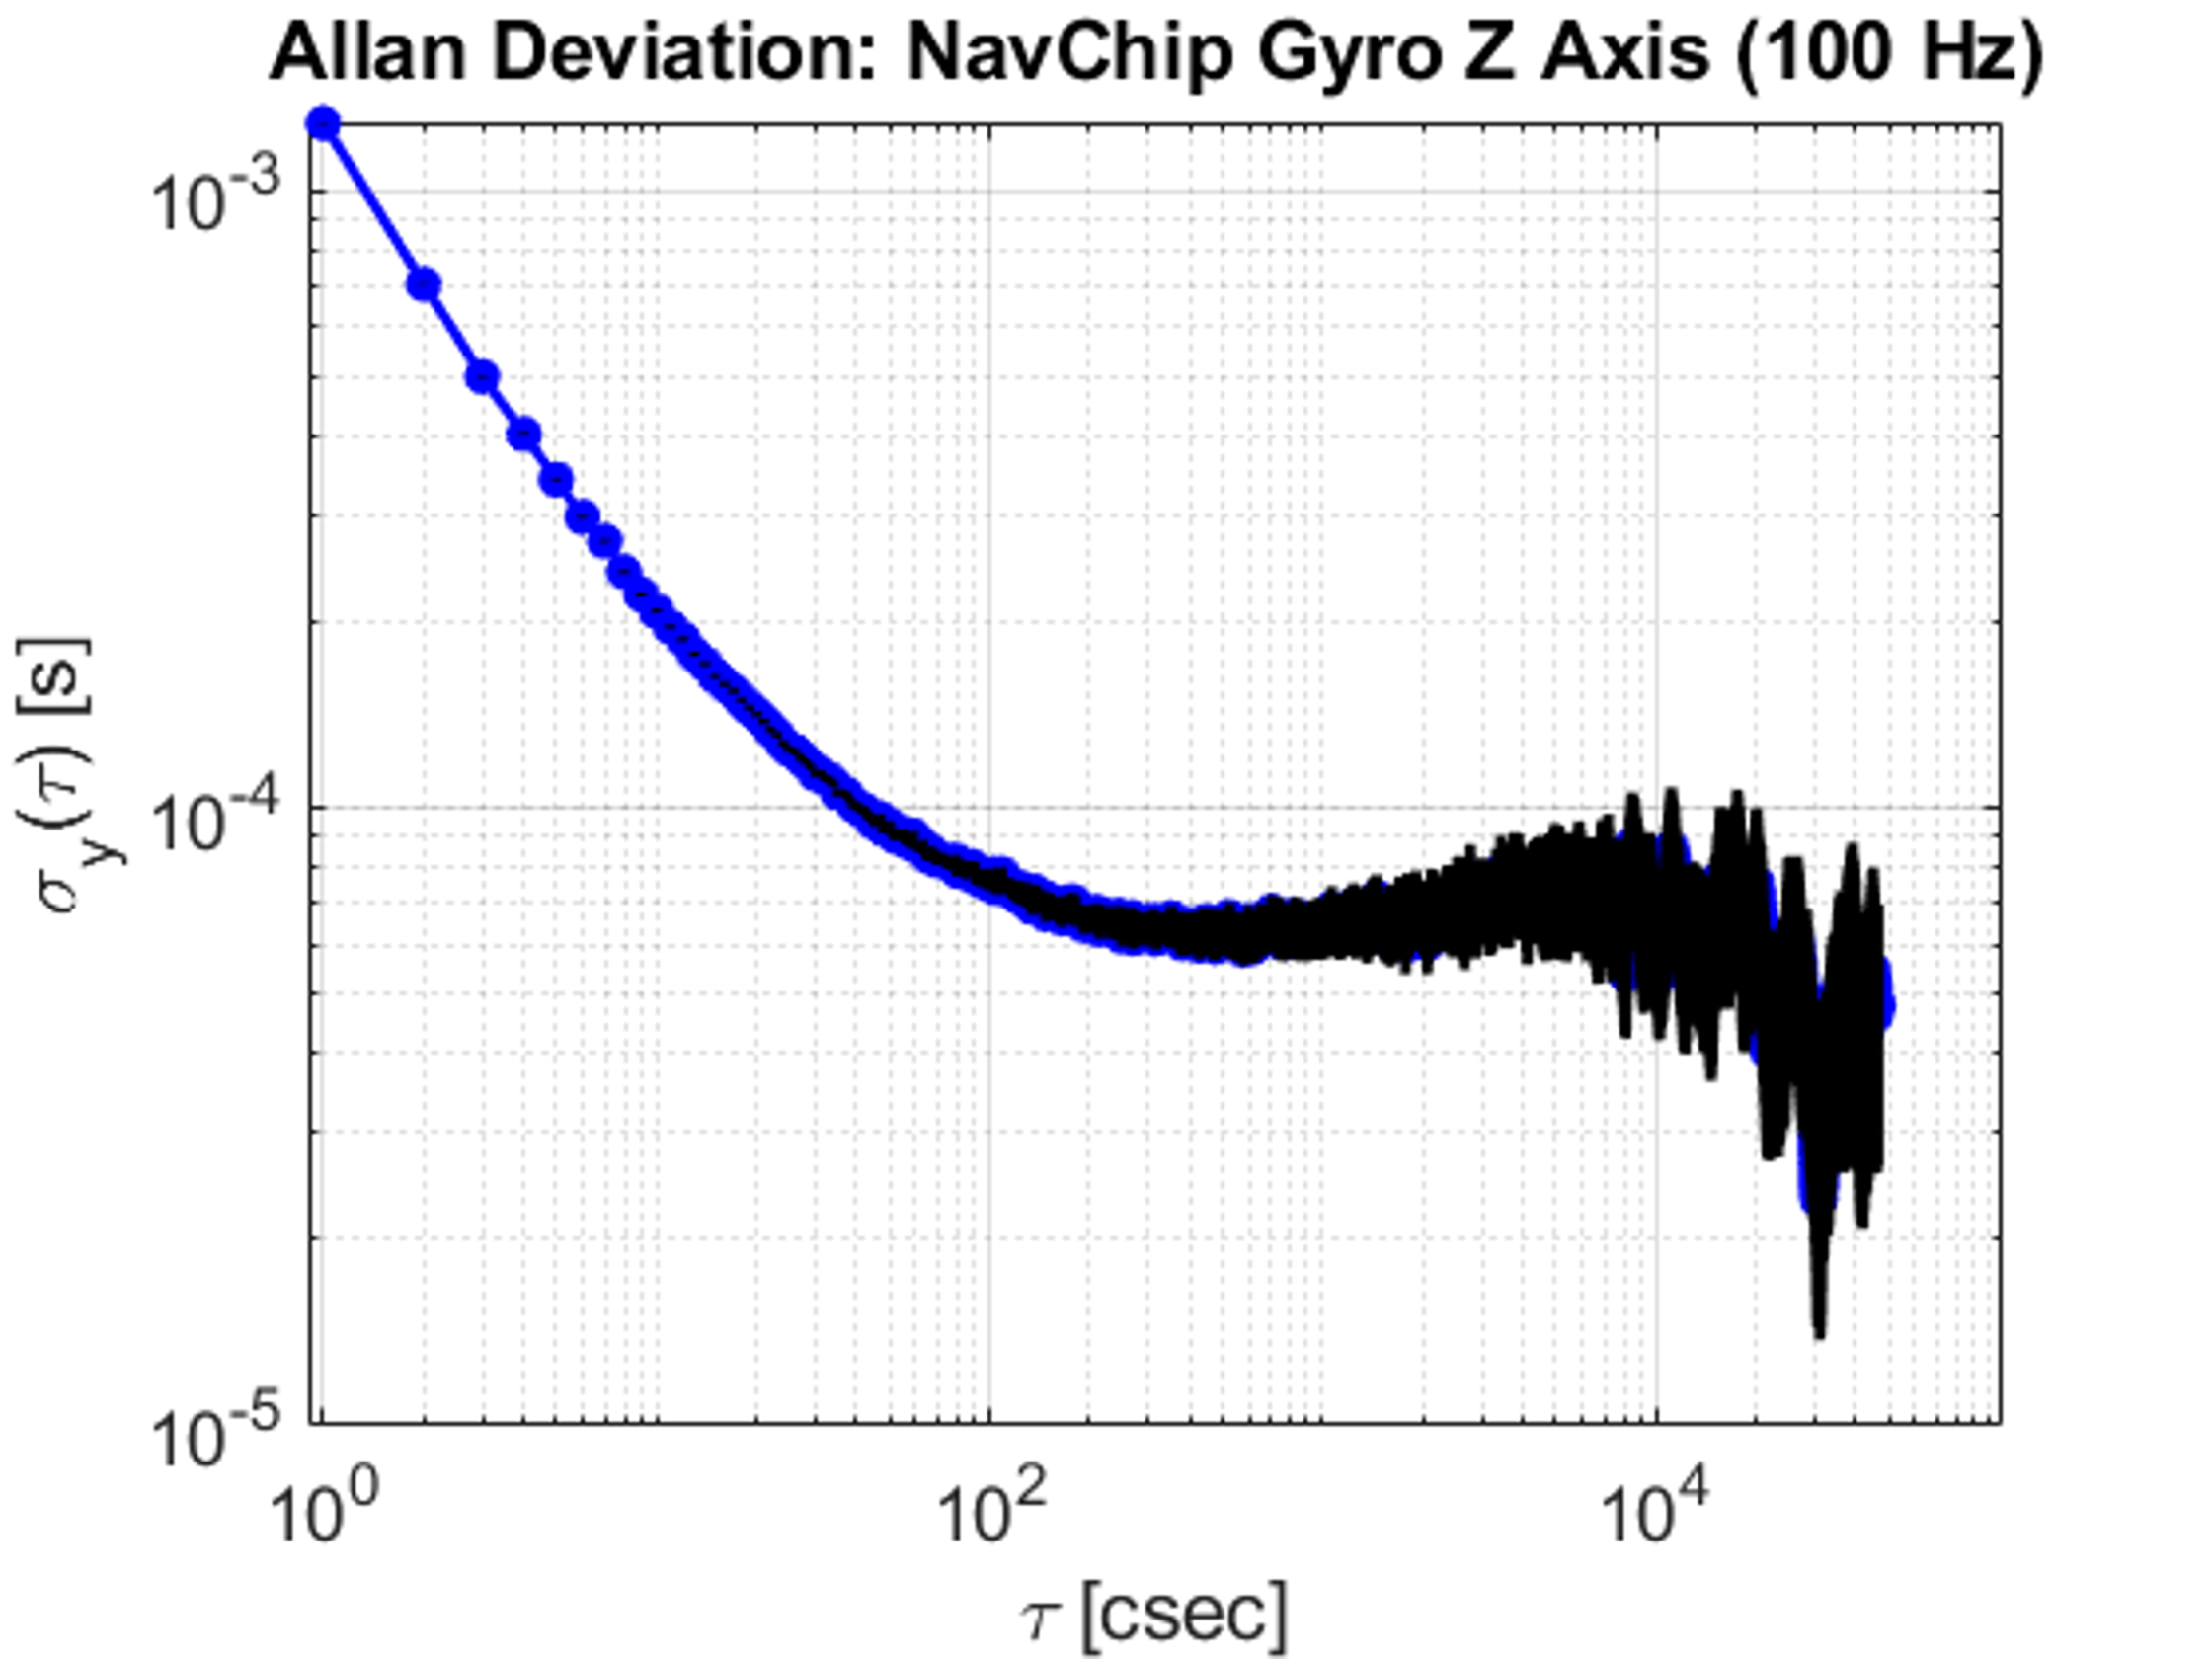 Allan Deviation: NavChip Gyro Z Axis (100 Hz)
σ_y(τ) [s]
10^-3
10^-4
10^-5
10^0 10^2 10^4
τ [csec]